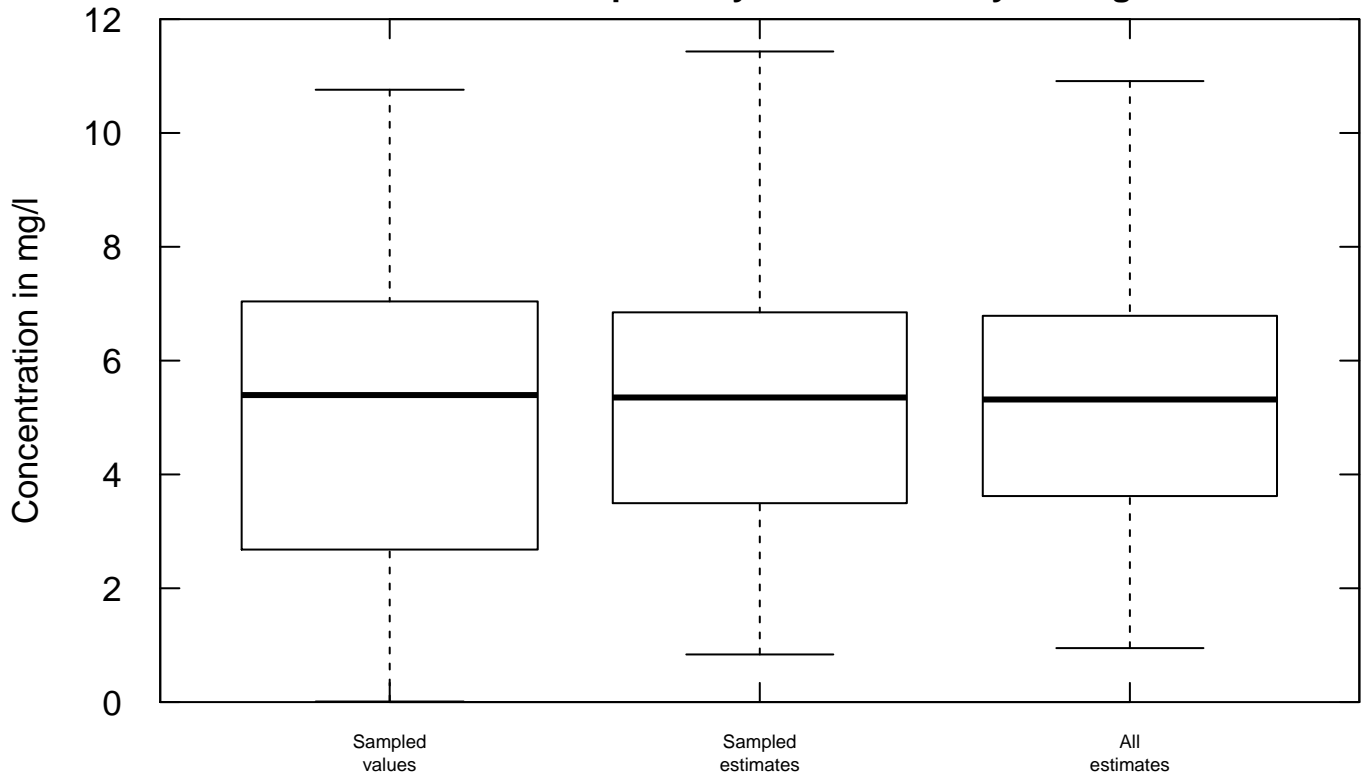 12
10
8
6
4
2
0
Concentration in mg/l
Sampled
values
Sampled
estimates
All
estimates